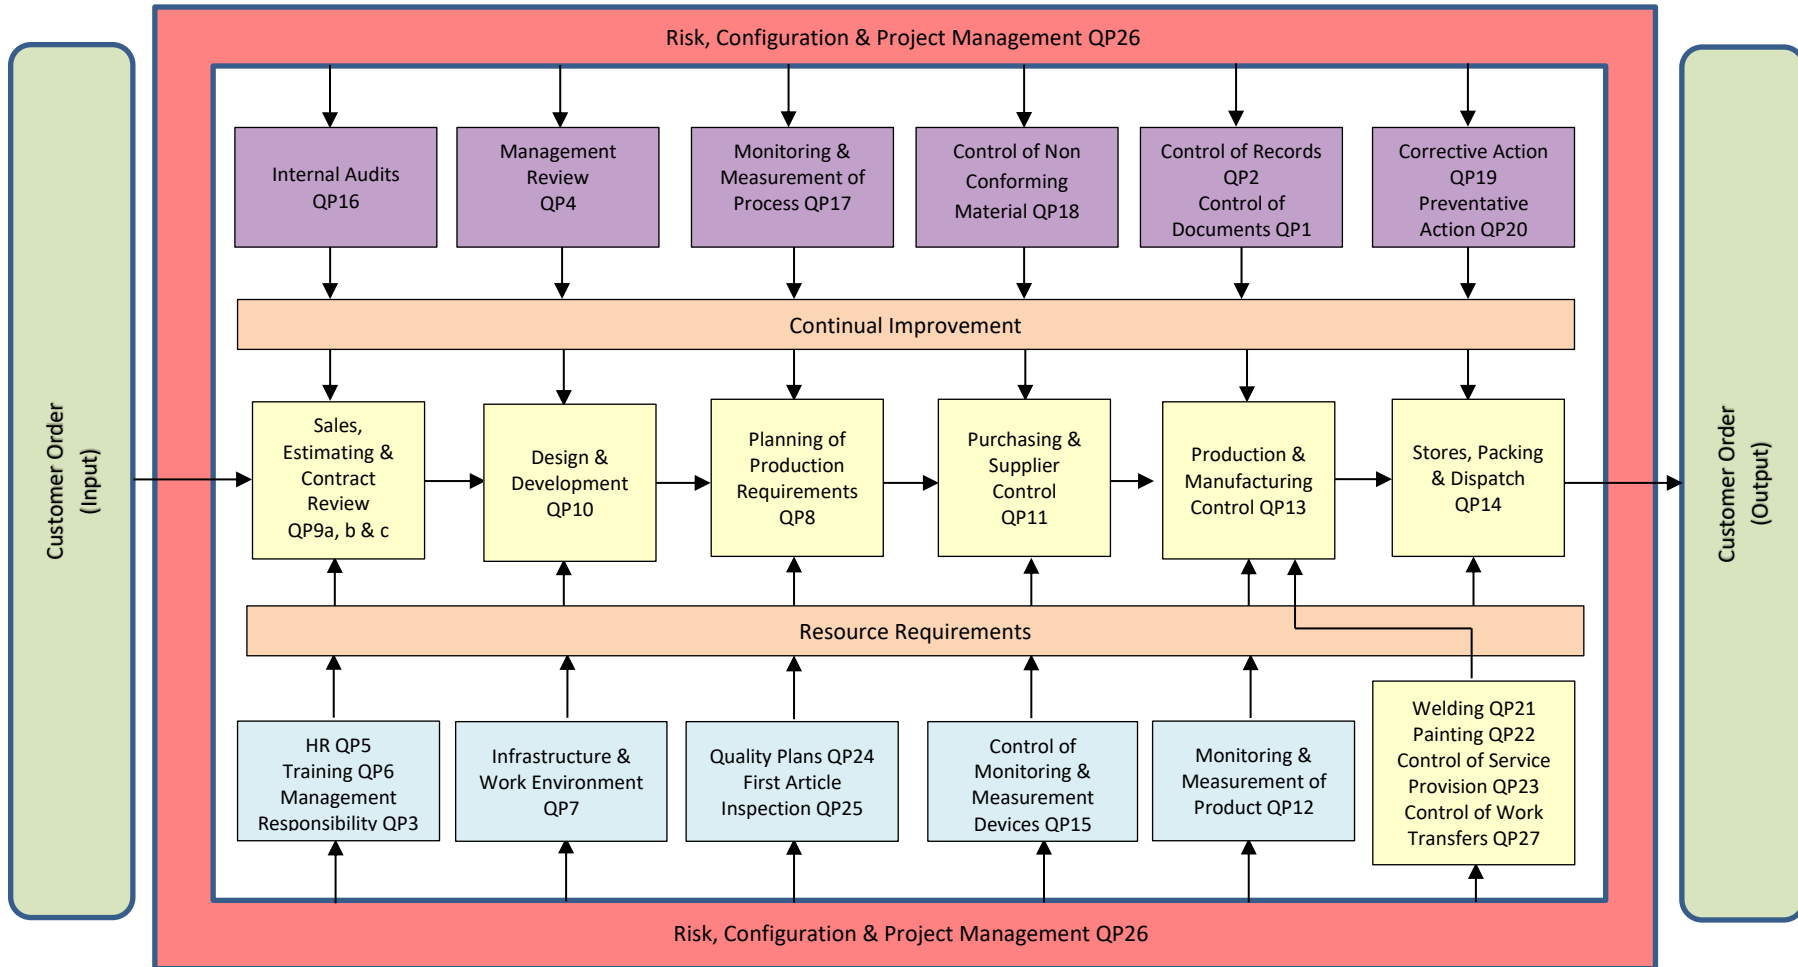 Risk, Configuration & Project Management QP26
Customer Order
(Input)
Internal Audits
QP16
Management
Review
QP4
Monitoring &
Measurement of
Process QP17
Control of Non
Conforming
Material QP18
Control of Records
QP2
Control of
Documents QP1
Corrective Action
QP19
Preventative
Action QP20
Continual Improvement
Sales,
Estimating &
Contract
Review
QP9a, b & c
Design &
Development
QP10
Planning of
Production
Requirements
QP8
Purchasing &
Supplier
Control
QP11
Production &
Manufacturing
Control QP13
Stores, Packing
& Dispatch
QP14
Resource Requirements
HR QP5
Training QP6
Management
Responsibility QP3
Infrastructure &
Work Environment
QP7
Quality Plans QP24
First Article
Inspection QP25
Control of
Monitoring &
Measurement
Devices QP15
Monitoring &
Measurement of
Product QP12
Welding QP21
Painting QP22
Control of Service
Provision QP23
Control of Work
Transfers QP27
Customer Order
(Output)
Risk, Configuration & Project Management QP26